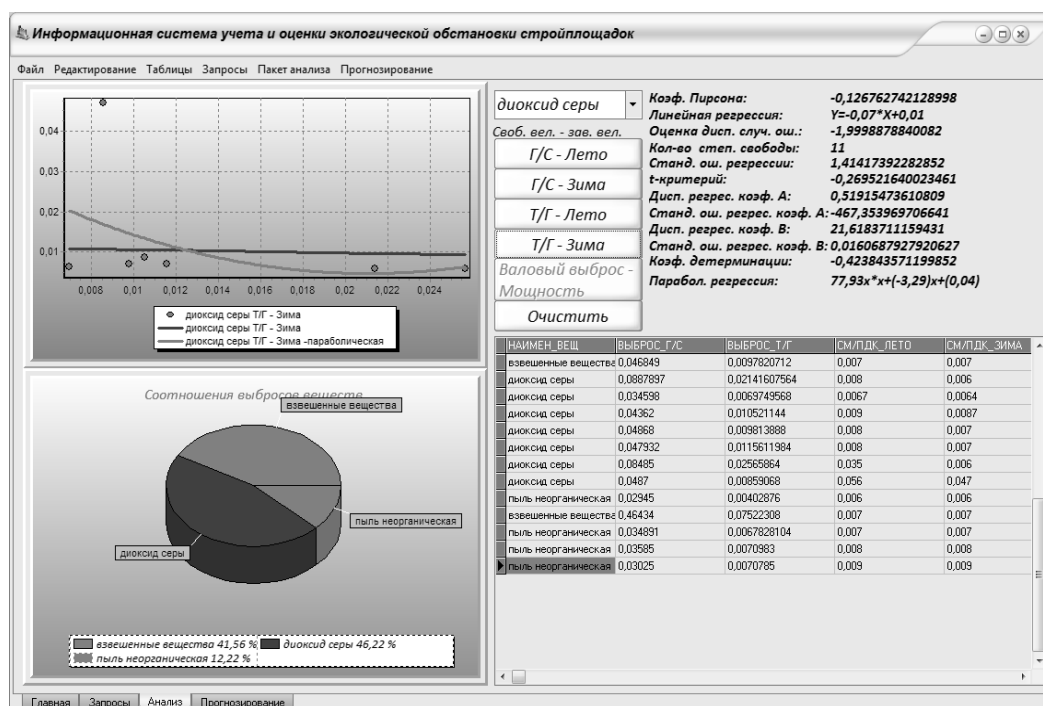 Информационная система учета и оценки экологической обстановки стройплощадок
Файл Редактирование Таблицы Запросы Пакет анализа Прогнозирование
0,04
0,03
0,02
0,01
0,008 0,01 0,012 0,014 0,016 0,018 0,02 0,022 0,024
диоксид серы Т/Г - Зима
диоксид серы Т/Г - Зима
диоксид серы Т/Г - Зима -параболическая
Соотношения выбросов веществ
взвешенные вещества
пыль неорганическая
диоксид серы
взвешенные вещества 41,56 % диоксид серы 46,22 %
пыль неорганическая 12,22 %
диоксид серы
Своб. вел. - зав. вел.
Г/С - Лето
Г/С - Зима
Т/Г - Лето
Т/Г - Зима
Валовый выброс -
Мощность
Очистить
Коэф. Пирсона: -0,126762742128998
Линейная регрессия: Y=-0,07*X+0,01
Оценка дисп. случ. ош.: -1,9998878840082
Кол-во степ. свободы: 11
Станд. ош. регрессии: 1,41417392282852
t-критерий: -0,269521640023461
Дисп. регрес. коэф. А: 0,51915473610809
Станд. ош. регрес. коэф. А: -467,353969706641
Дисп. регрес. коэф. В: 21,6183711159431
Станд. ош. регрес. коэф. В: 0,0160687927920627
Коэф. детерминации: -0,423843571199852
Парабол. регрессия: 77,93x*x+(-3,29)x+(0,04)
НАИМЕН_ВЕЩ ВЫБРОС_Г/С ВЫБРОС_Т/Г СМ/ПДК_ЛЕТО СМ/ПДК_ЗИМА
взвешенные вещества 0,046849 0,0097820712 0,007 0,007
диоксид серы 0,0887897 0,02141607564 0,008 0,006
диоксид серы 0,034598 0,0069749568 0,0067 0,0064
диоксид серы 0,04362 0,010521144 0,009 0,0087
диоксид серы 0,04868 0,009813888 0,008 0,007
диоксид серы 0,047932 0,0115611984 0,008 0,007
диоксид серы 0,08485 0,02565864 0,035 0,006
диоксид серы 0,0487 0,00859068 0,056 0,047
пыль неорганическая 0,02945 0,00402876 0,006 0,006
взвешенные вещества 0,46434 0,07522308 0,007 0,007
пыль неорганическая 0,034891 0,0067828104 0,007 0,007
пыль неорганическая 0,03585 0,0070983 0,008 0,008
пыль неорганическая 0,03025 0,0070785 0,009 0,009
Главная Запросы Анализ Прогнозирование